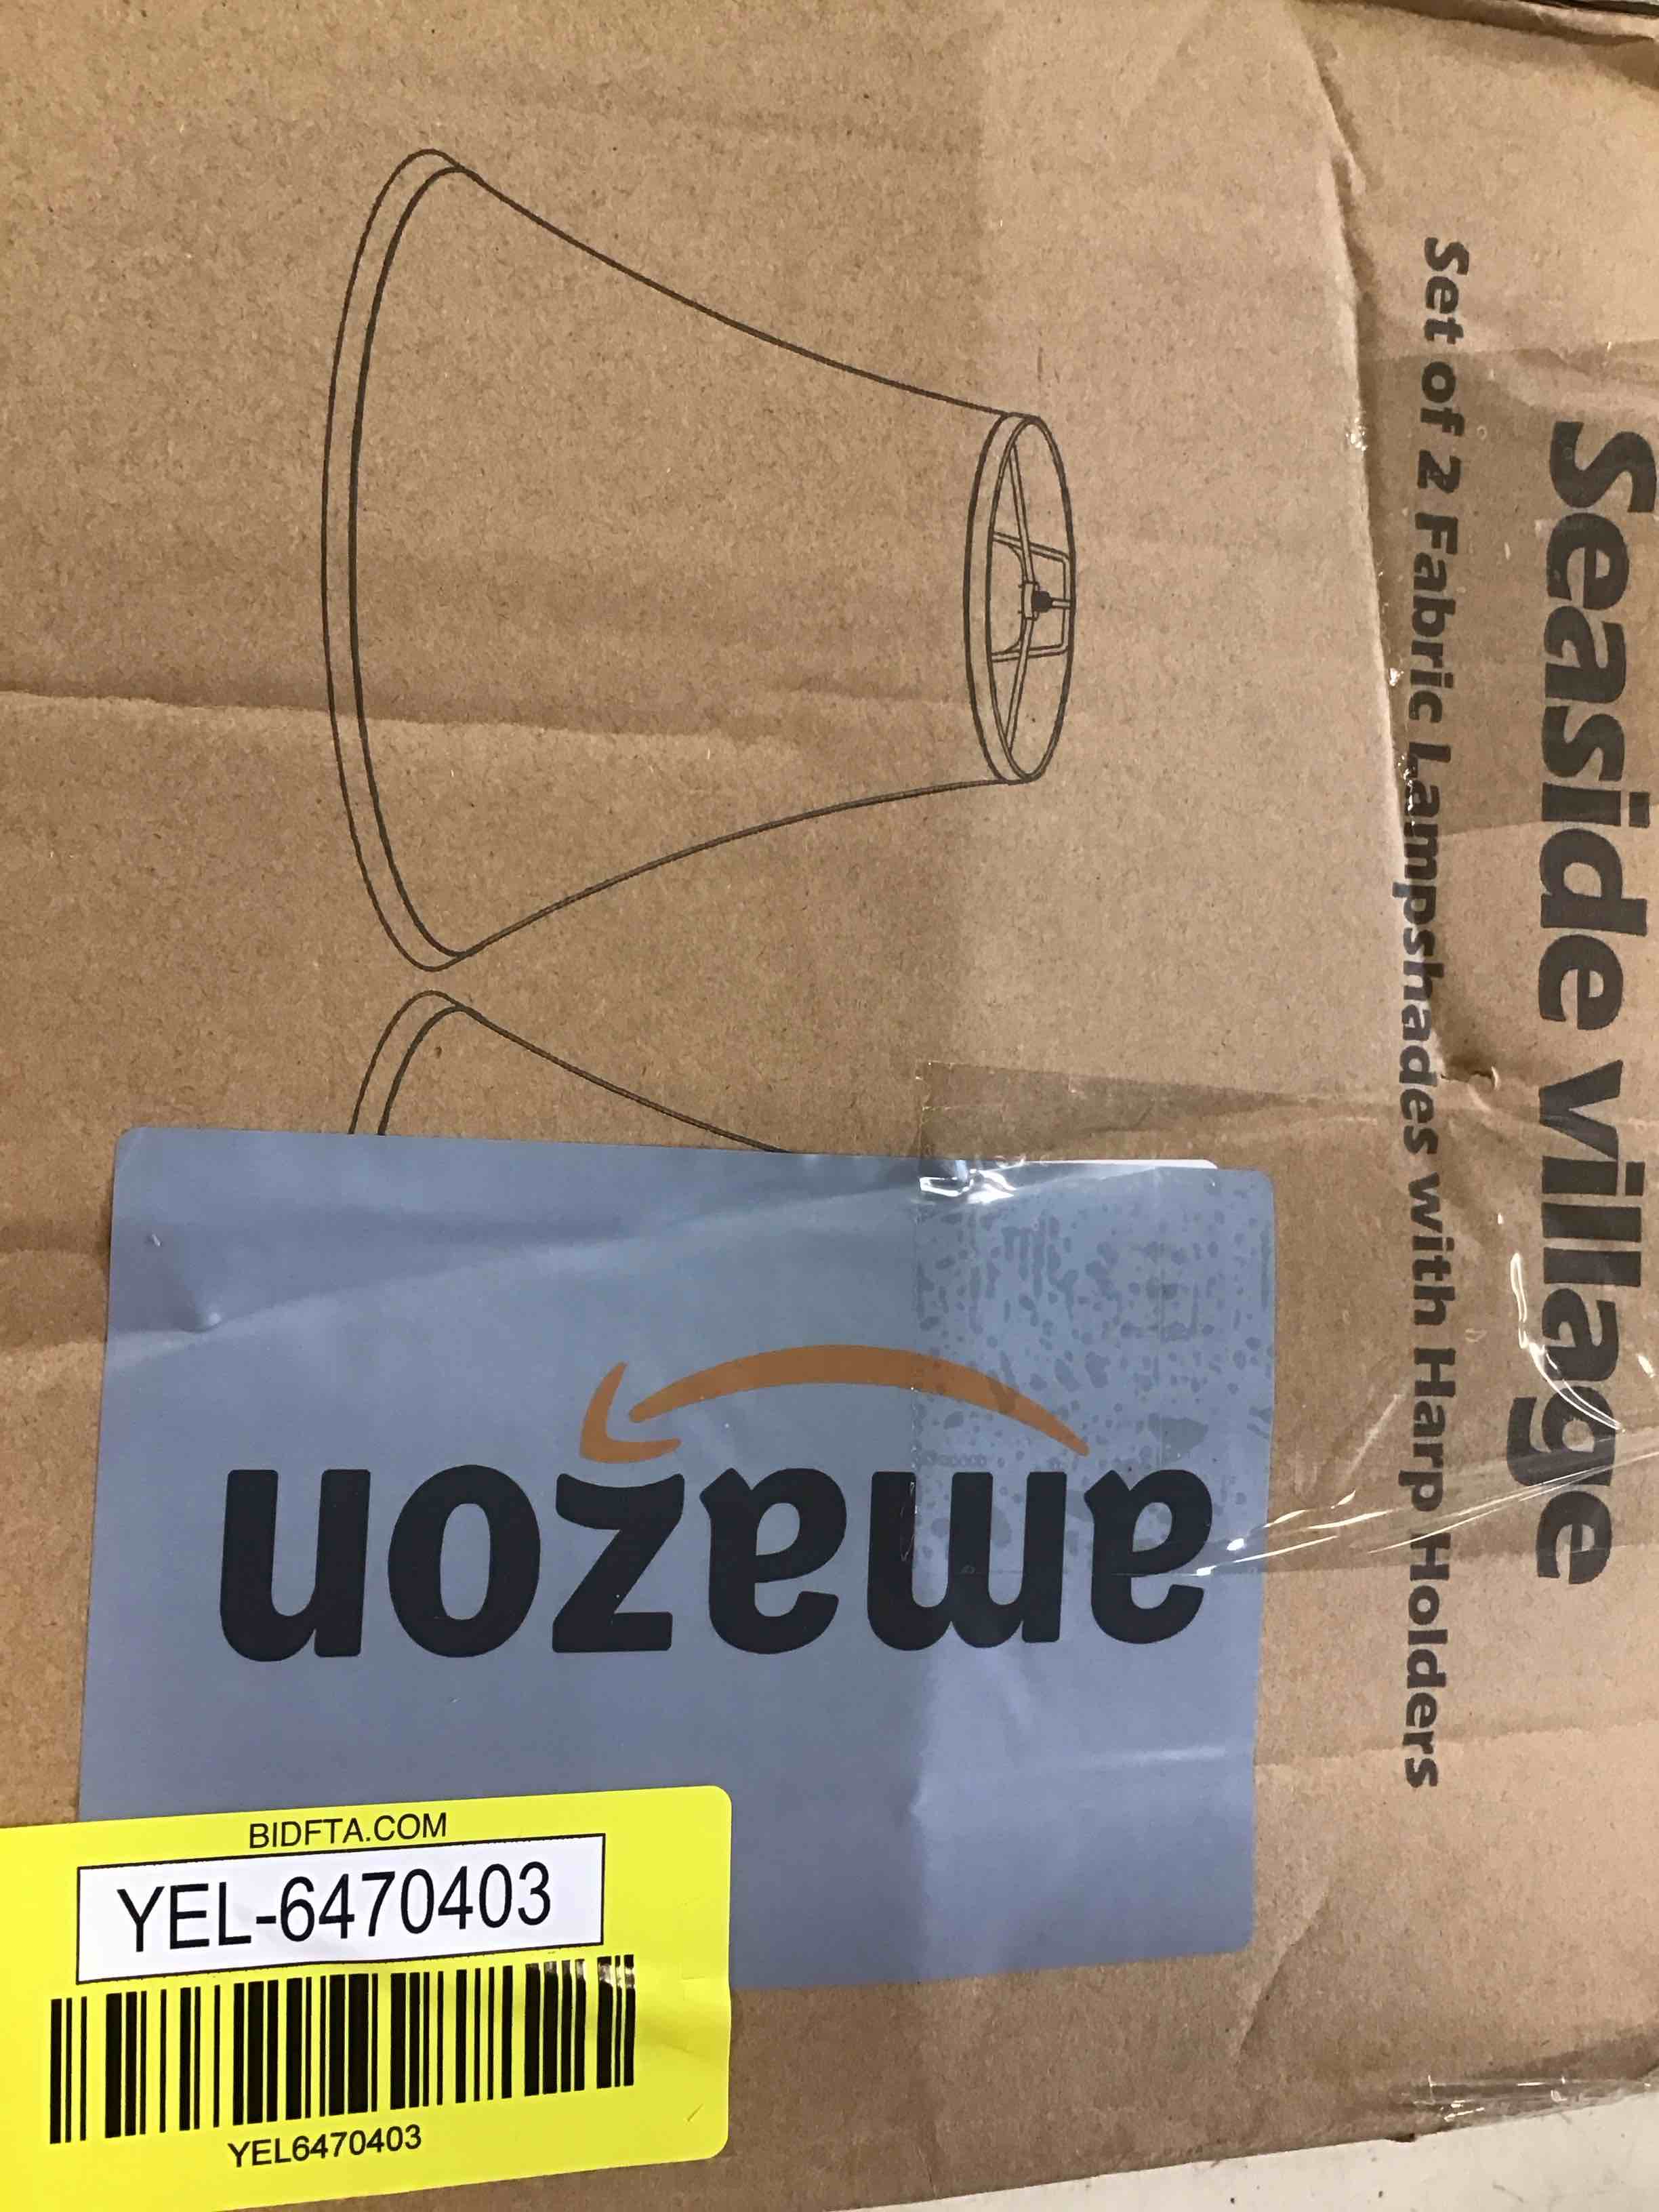 Seaside village
Set of 2 Fabric Lampshades with Harp Holders
amazon
BIDFTA.COM
YEL-6470403
YEL6470403